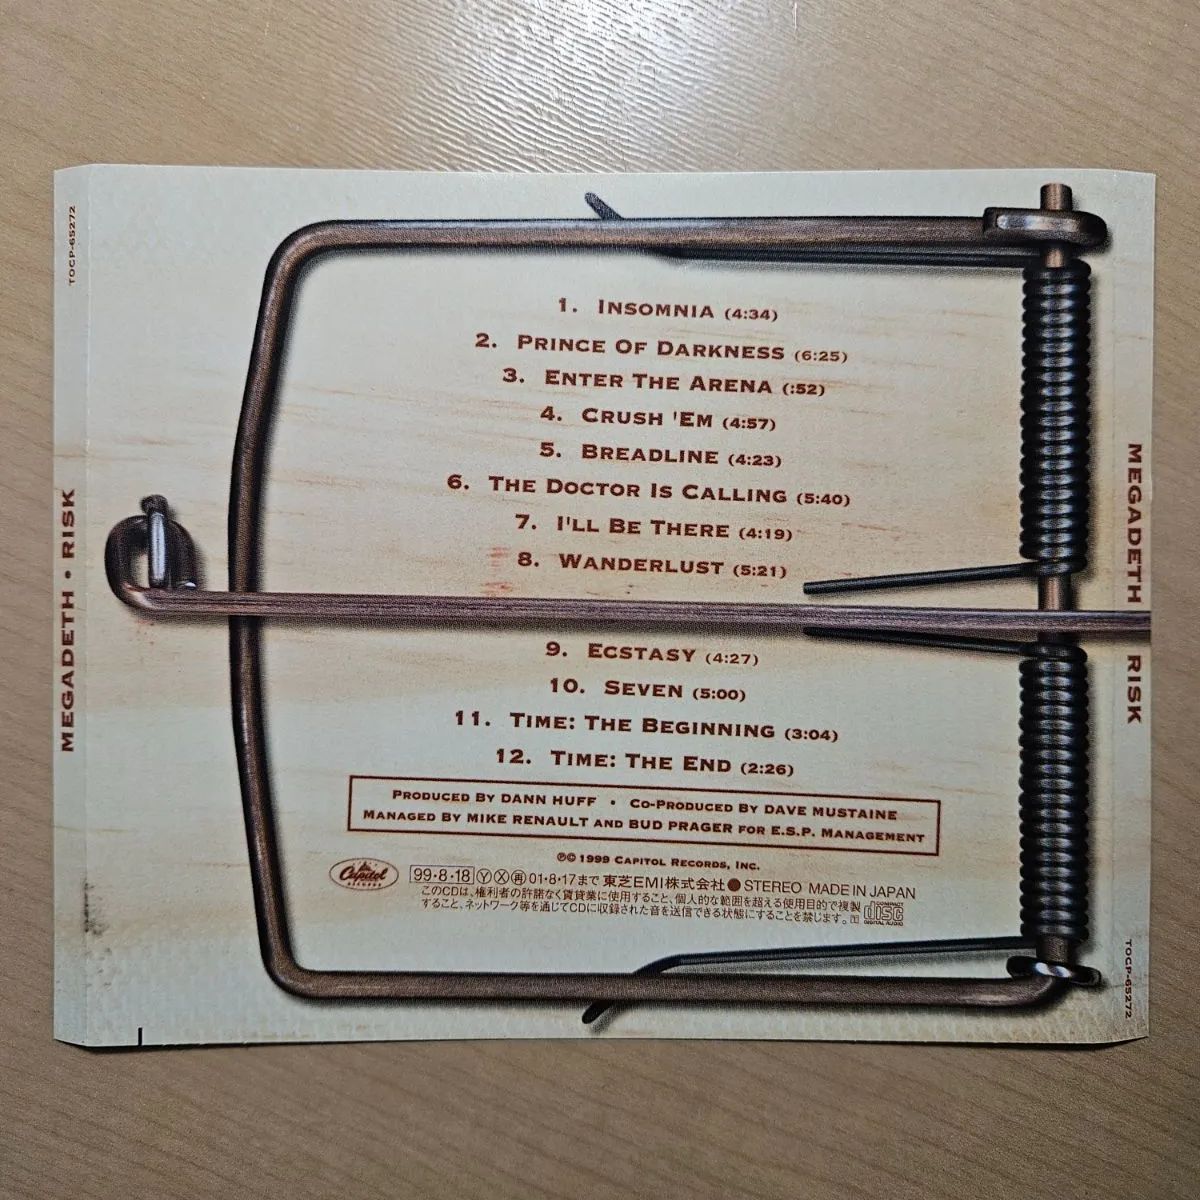 TOCP-65272
MEGADETH • RISK
1. INSOMNIA (4:34)
2. PRINCE OF DARKNESS (6:25)
3. ENTER THE ARENA (:52)
4. CRUSH 'EM (4:57)
5. BREADLINE (4:23)
6. THE DOCTOR IS CALLING (5:40)
7. I'LL BE THERE (4:19)
8. WANDERLUST (5:21)
9. ECSTASY (4:27)
10. SEVEN (5:00)
11. TIME: THE BEGINNING (3:04)
12. TIME: THE END (2:26)
PRODUCED BY DANN HUFF • CO-PRODUCED BY DAVE MUSTAINE
MANAGED BY MIKE RENAULT AND BUD PRAGER FOR E.S.P. MANAGEMENT
℗© 1999 CAPITOL RECORDS, INC.
Capitol RECORDS 99・8・18 Ⓨ Ⓧ ㊢ 01・8・17まで 東芝EMI株式会社●STEREO MADE IN JAPAN
このCDは、権利者の許諾なく賃貸業に使用すること、個人的な範囲を超える使用目的で複製
すること、ネットワーク等を通じてCDに収録された音を送信できる状態にすることを禁じます。
COMPACT disc DIGITAL AUDIO
MEGADETH RISK
TOCP-65272